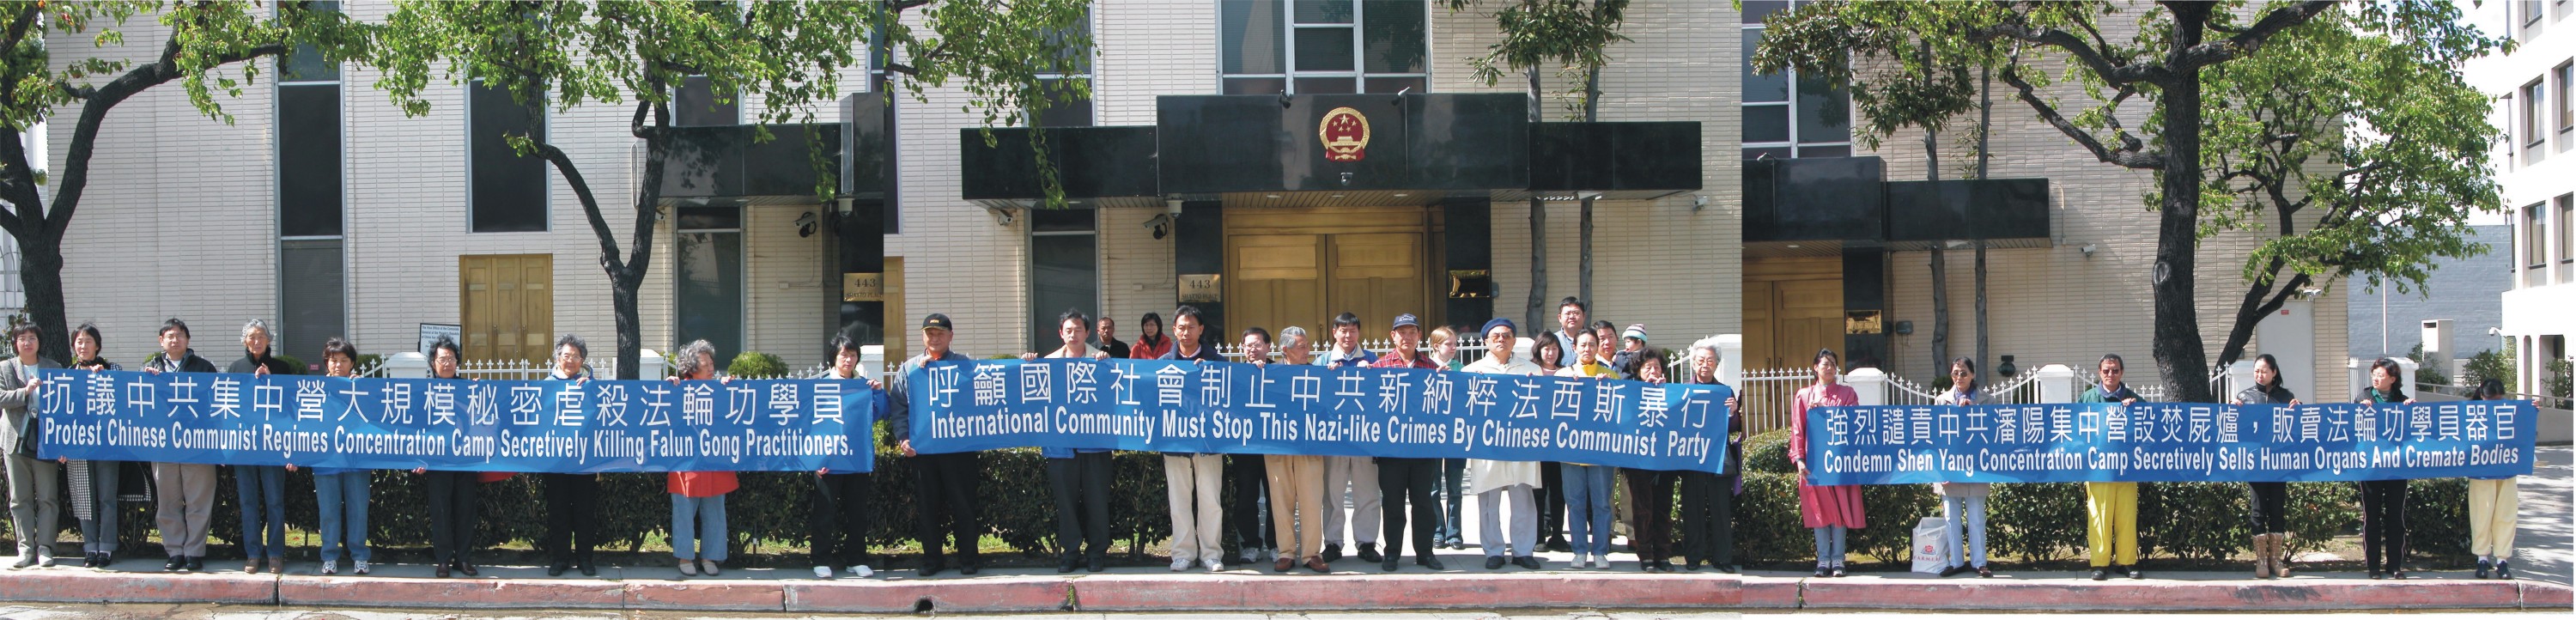 抗議中共集中營大規模秘密虐殺法輪功學員
Protest Chinese Communist Regimes Concentration Camp Secretively Killing Falun Gong Practitioners.
呼籲國際社會制止中共新納粹法西斯暴行
International Community Must Stop This Nazi-like Crimes By Chinese Communist Party
強烈譴責中共瀋陽集中營設焚屍爐，販賣法輪功學員器官
Condemn Shen Yang Concentration Camp Secretively Sells Human Organs And Cremate Bodies
443
443